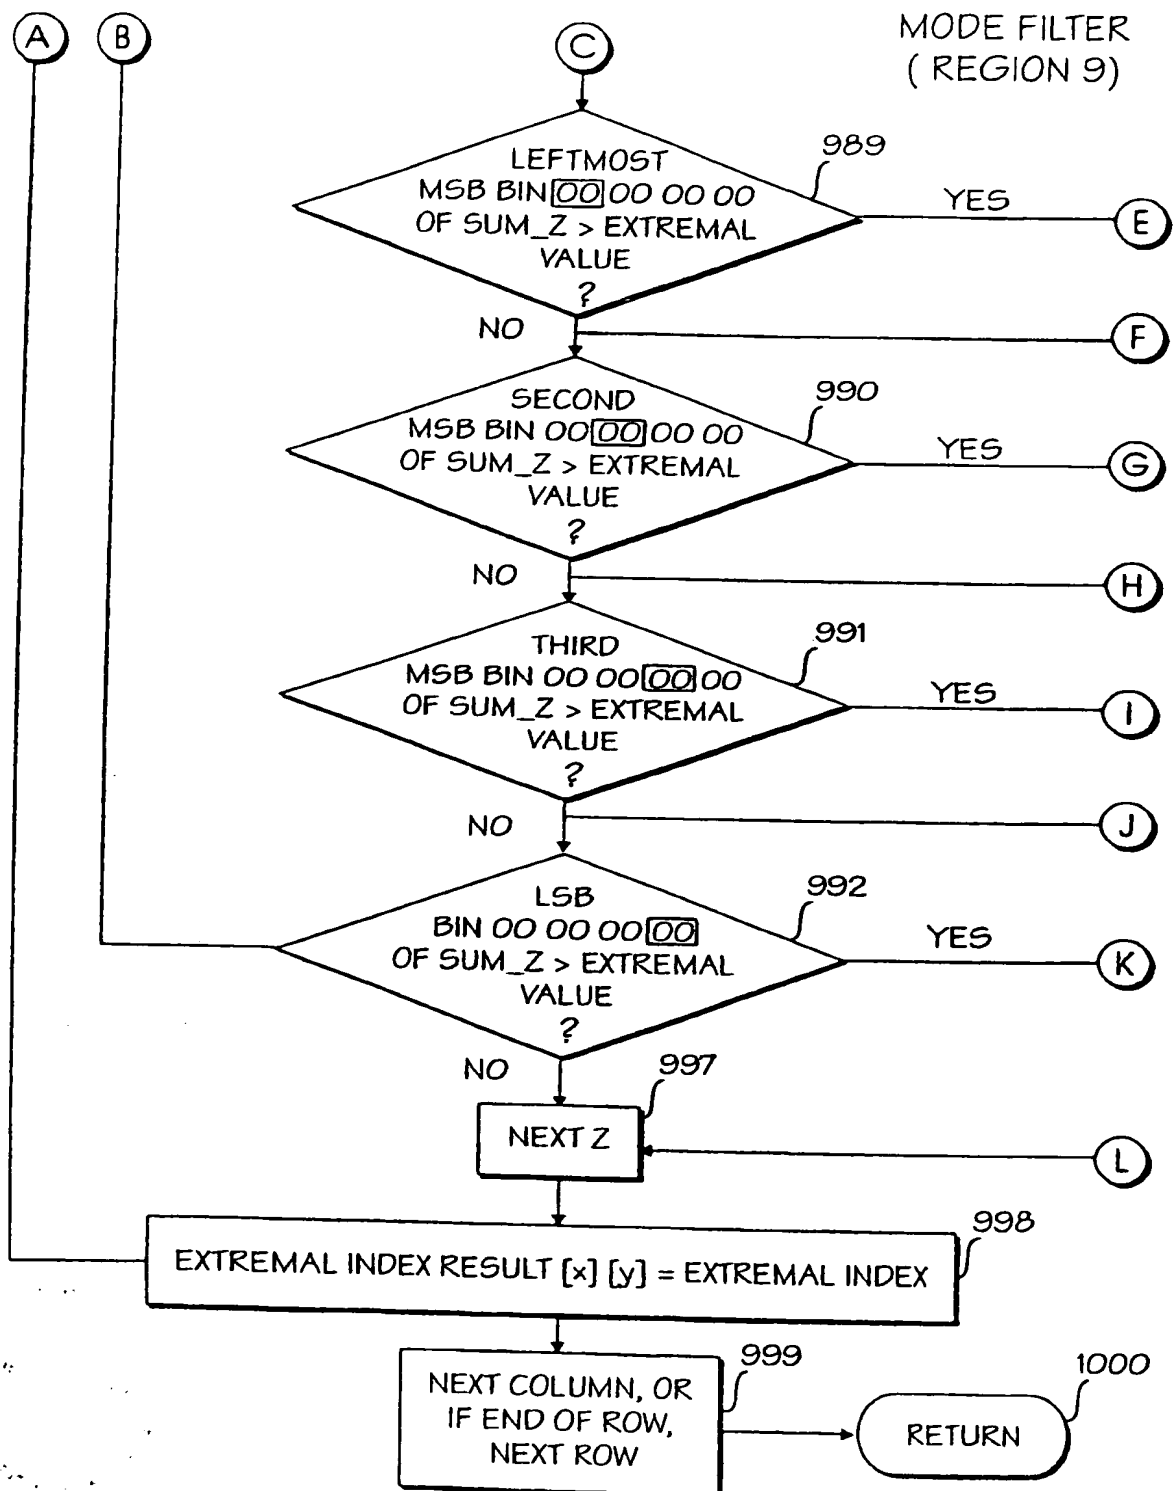 A
B
C
MODE FILTER
( REGION 9)
LEFTMOST
MSB BIN 00 00 00 00
OF SUM_Z > EXTREMAL
VALUE
?
989
YES
E
NO
F
SECOND
MSB BIN 00 00 00 00
OF SUM_Z > EXTREMAL
VALUE
?
990
YES
G
NO
H
THIRD
MSB BIN 00 00 00 00
OF SUM_Z > EXTREMAL
VALUE
?
991
YES
I
NO
J
LSB
BIN 00 00 00 00
OF SUM_Z > EXTREMAL
VALUE
?
992
YES
K
NO
997
NEXT Z
L
998
EXTREMAL INDEX RESULT [x] [y] = EXTREMAL INDEX
999
NEXT COLUMN, OR
IF END OF ROW,
NEXT ROW
1000
RETURN